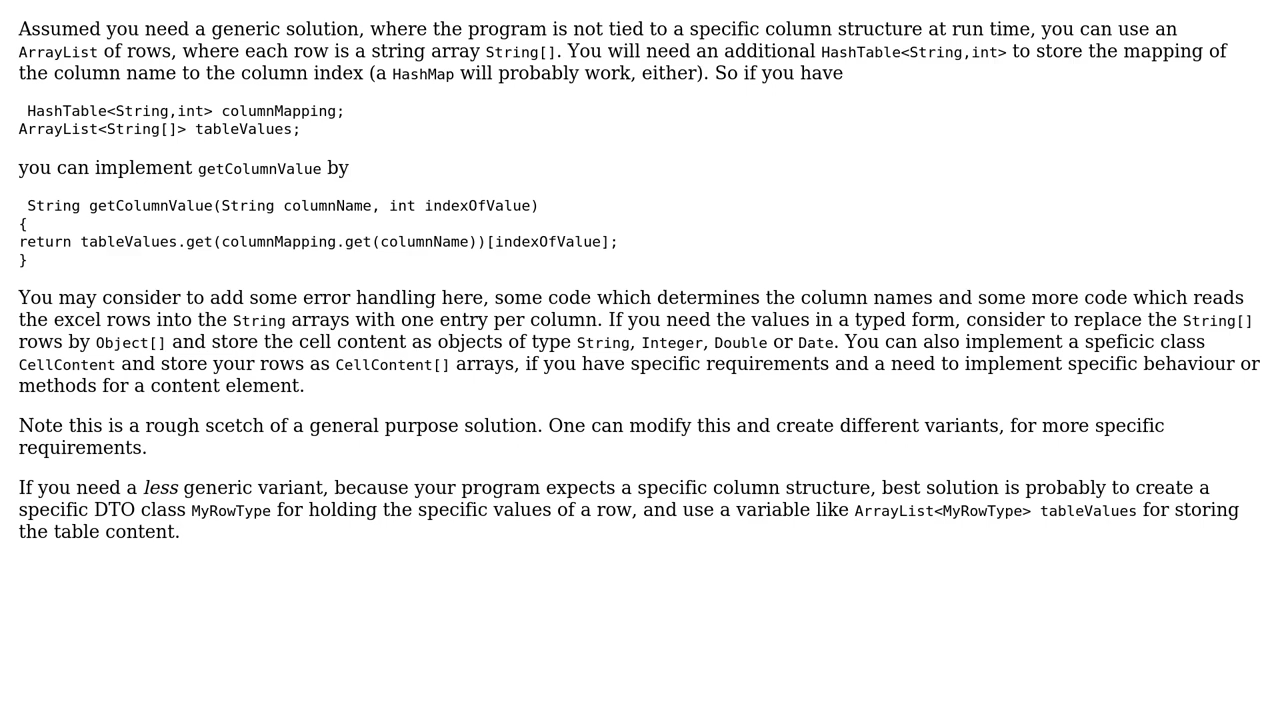 Assumed you need a generic solution, where the program is not tied to a specific column structure at run time, you can use an
ArrayList of rows, where each row is a string array String[]. You will need an additional HashTable<String,int> to store the mapping of
the column name to the column index (a HashMap will probably work, either). So if you have
HashTable<String,int> columnMapping;
ArrayList<String[]> tableValues;
you can implement getColumnValue by
String getColumnValue(String columnName, int indexOfValue)
{
return tableValues.get(columnMapping.get(columnName))[indexOfValue];
}
You may consider to add some error handling here, some code which determines the column names and some more code which reads
the excel rows into the String arrays with one entry per column. If you need the values in a typed form, consider to replace the String[]
rows by Object[] and store the cell content as objects of type String, Integer, Double or Date. You can also implement a speficic class
CellContent and store your rows as CellContent[] arrays, if you have specific requirements and a need to implement specific behaviour or
methods for a content element.
Note this is a rough scetch of a general purpose solution. One can modify this and create different variants, for more specific
requirements.
If you need a less generic variant, because your program expects a specific column structure, best solution is probably to create a
specific DTO class MyRowType for holding the specific values of a row, and use a variable like ArrayList<MyRowType> tableValues for storing
the table content.